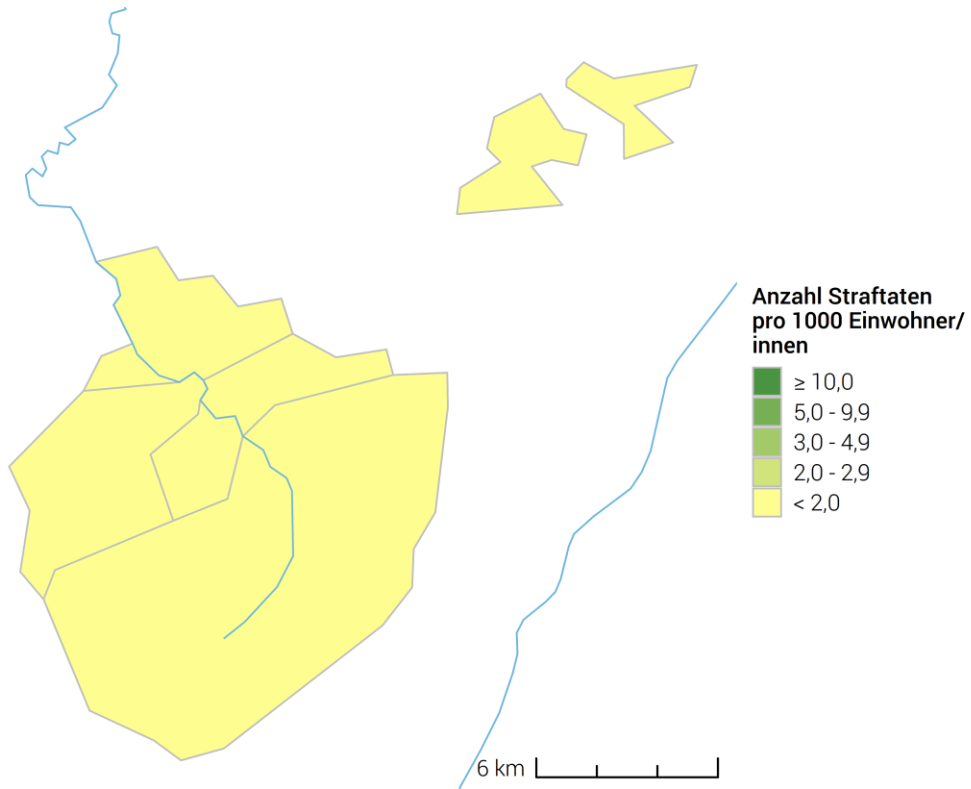 Anzahl Straftaten
pro 1000 Einwohner/
innen
≥ 10,0
5,0 - 9,9
3,0 - 4,9
2,0 - 2,9
< 2,0
6 km